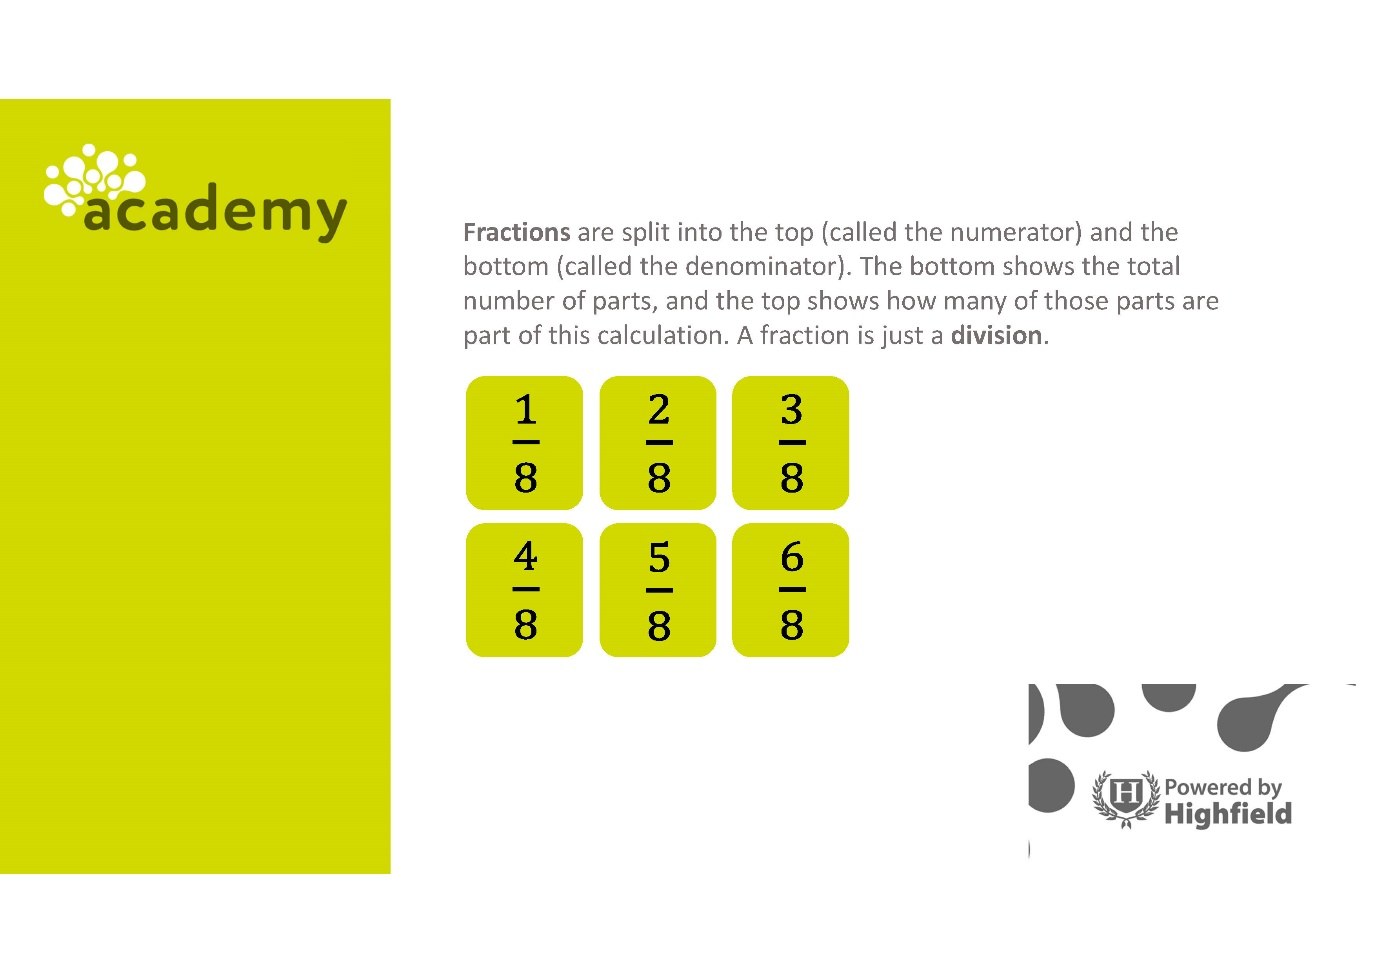 academy
Fractions are split into the top (called the numerator) and the
bottom (called the denominator). The bottom shows the total
number of parts, and the top shows how many of those parts are
part of this calculation. A fraction is just a division.
1 2 3
8 8 8
4 5 6
8 8 8
H
Powered by
Highfield